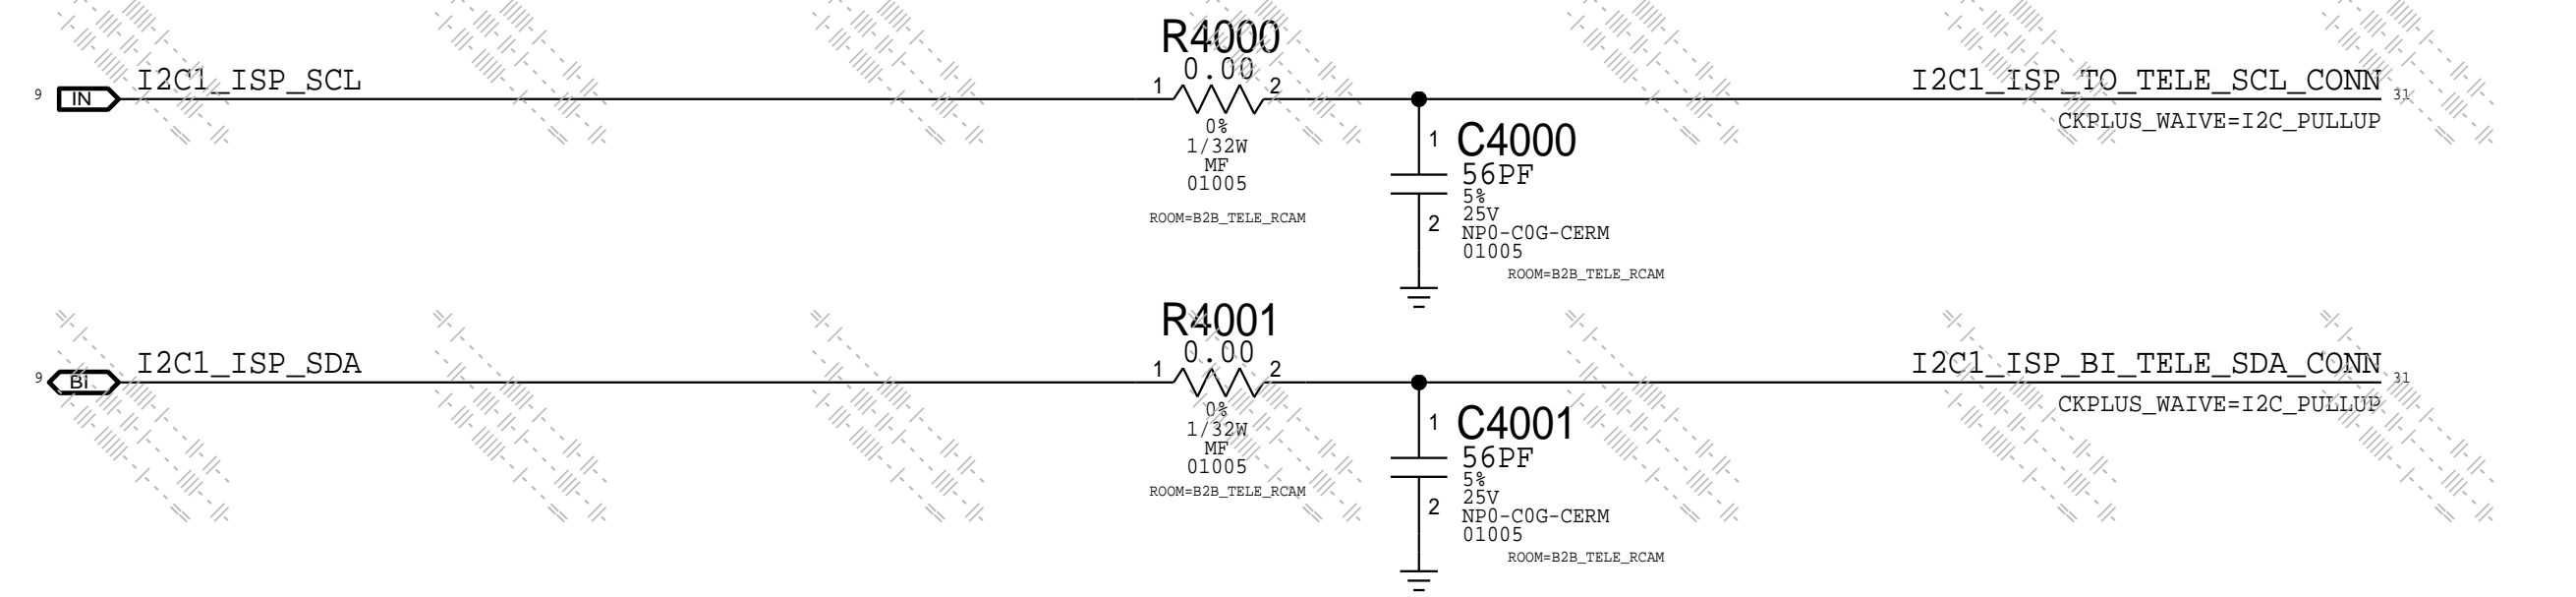 R4000
0.00
9 IN I2C1_ISP_SCL 1 2 I2C1_ISP_TO_TELE_SCL_CONN 31
CKPLUS_WAIVE=I2C_PULLUP
0%
1/32W
MF
01005
ROOM=B2B_TELE_RCAM
1 C4000
56PF
5%
25V
2
NP0-C0G-CERM
01005
ROOM=B2B_TELE_RCAM
R4001
0.00
9 BI I2C1_ISP_SDA 1 2 I2C1_ISP_BI_TELE_SDA_CONN 31
CKPLUS_WAIVE=I2C_PULLUP
0%
1/32W
MF
01005
ROOM=B2B_TELE_RCAM
1 C4001
56PF
5%
25V
2
NP0-C0G-CERM
01005
ROOM=B2B_TELE_RCAM